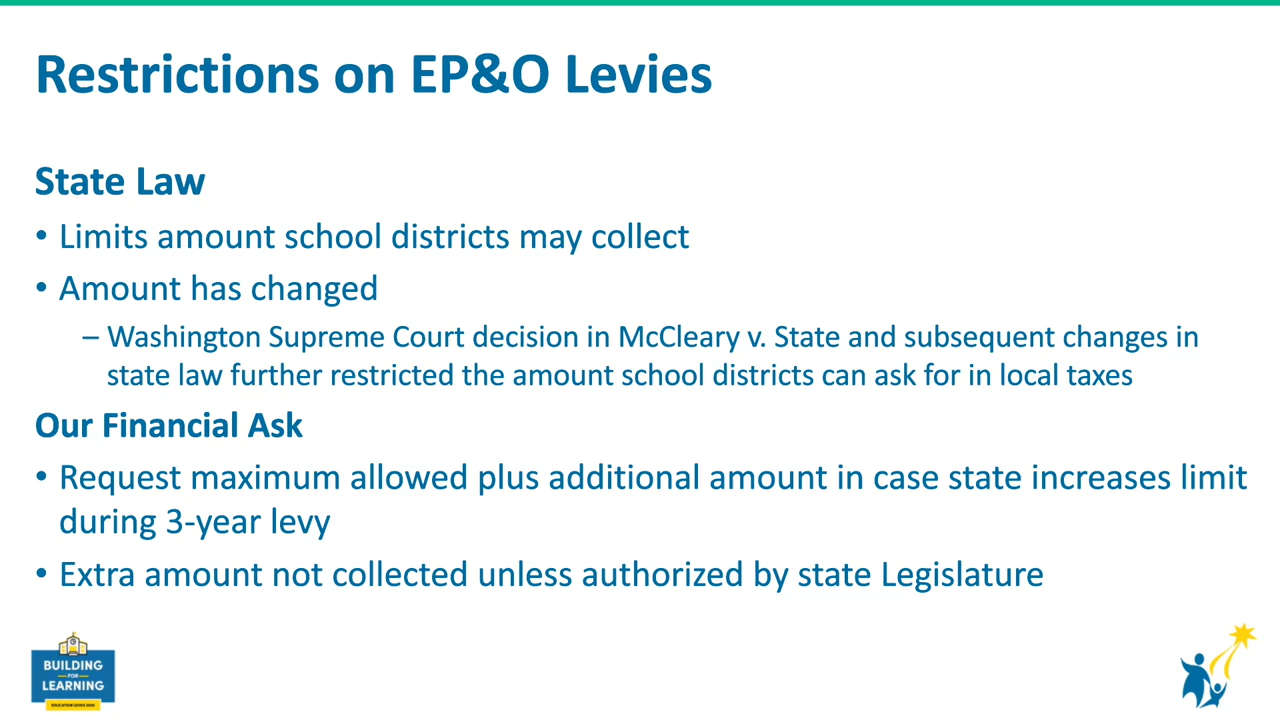 Restrictions on EP&O Levies
State Law
• Limits amount school districts may collect
• Amount has changed
– Washington Supreme Court decision in McCleary v. State and subsequent changes in
state law further restricted the amount school districts can ask for in local taxes
Our Financial Ask
• Request maximum allowed plus additional amount in case state increases limit
during 3-year levy
• Extra amount not collected unless authorized by state Legislature
BUILDING
FOR
LEARNING